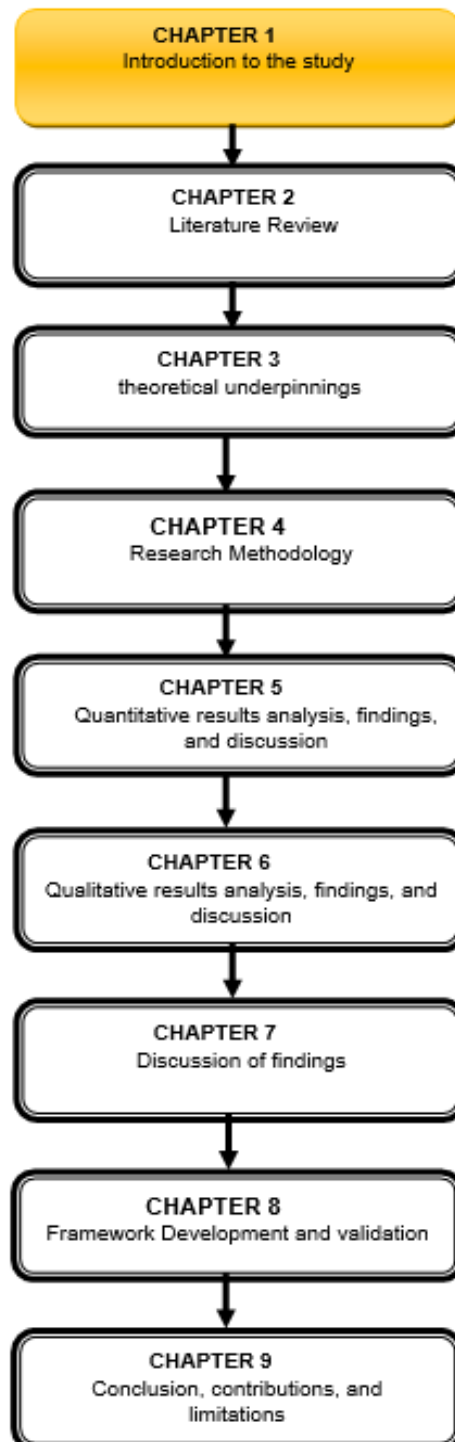 CHAPTER 1
Introduction to the study
CHAPTER 2
Literature Review
CHAPTER 3
theoretical underpinnings
CHAPTER 4
Research Methodology
CHAPTER 5
Quantitative results analysis, findings,
and discussion
CHAPTER 6
Qualitative results analysis, findings, and
discussion
CHAPTER 7
Discussion of findings
CHAPTER 8
Framework Development and validation
CHAPTER 9
Conclusion, contributions, and
limitations